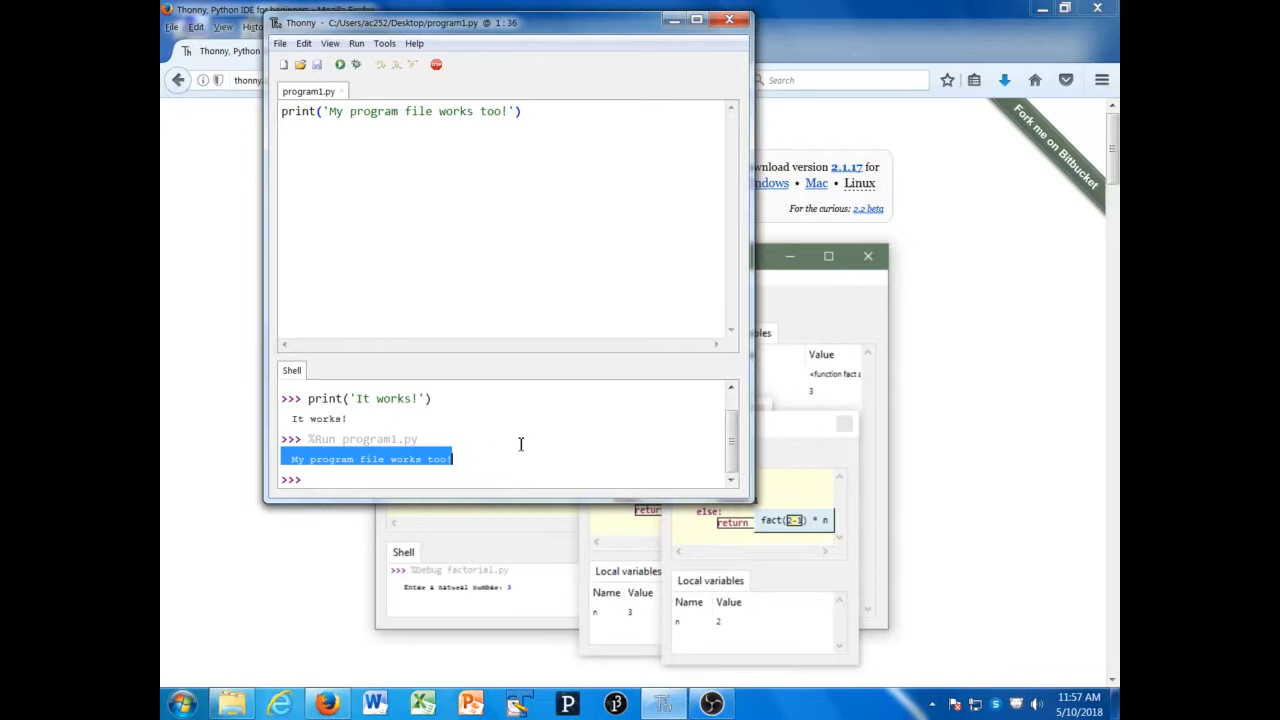 Thonny, Python IDE for beginners - Mozilla Firefox
Thonny - C:/Users/ac252/Desktop/program1.py @ 1:36
File Edit View
File Edit View Run Tools Help
Thonny, Python
thonny
Search
program1.py
print('My program file works too!')
Fork me on Bitbucket
wnload version 2.1.17 for
ndows • Mac • Linux
For the curious: 2.2 beta
Shell
>>> print('It works!')
It works!
>>> %Run program1.py
My program file works too!
>>>
Value
<function fact a
3
else:
return fact(2-1) * n
Shell
>>> %Debug factorial.py
Enter a natural number: 3
Local variables
Name Value
n 3
Local variables
Name Value
n 2
11:57 AM
5/10/2018